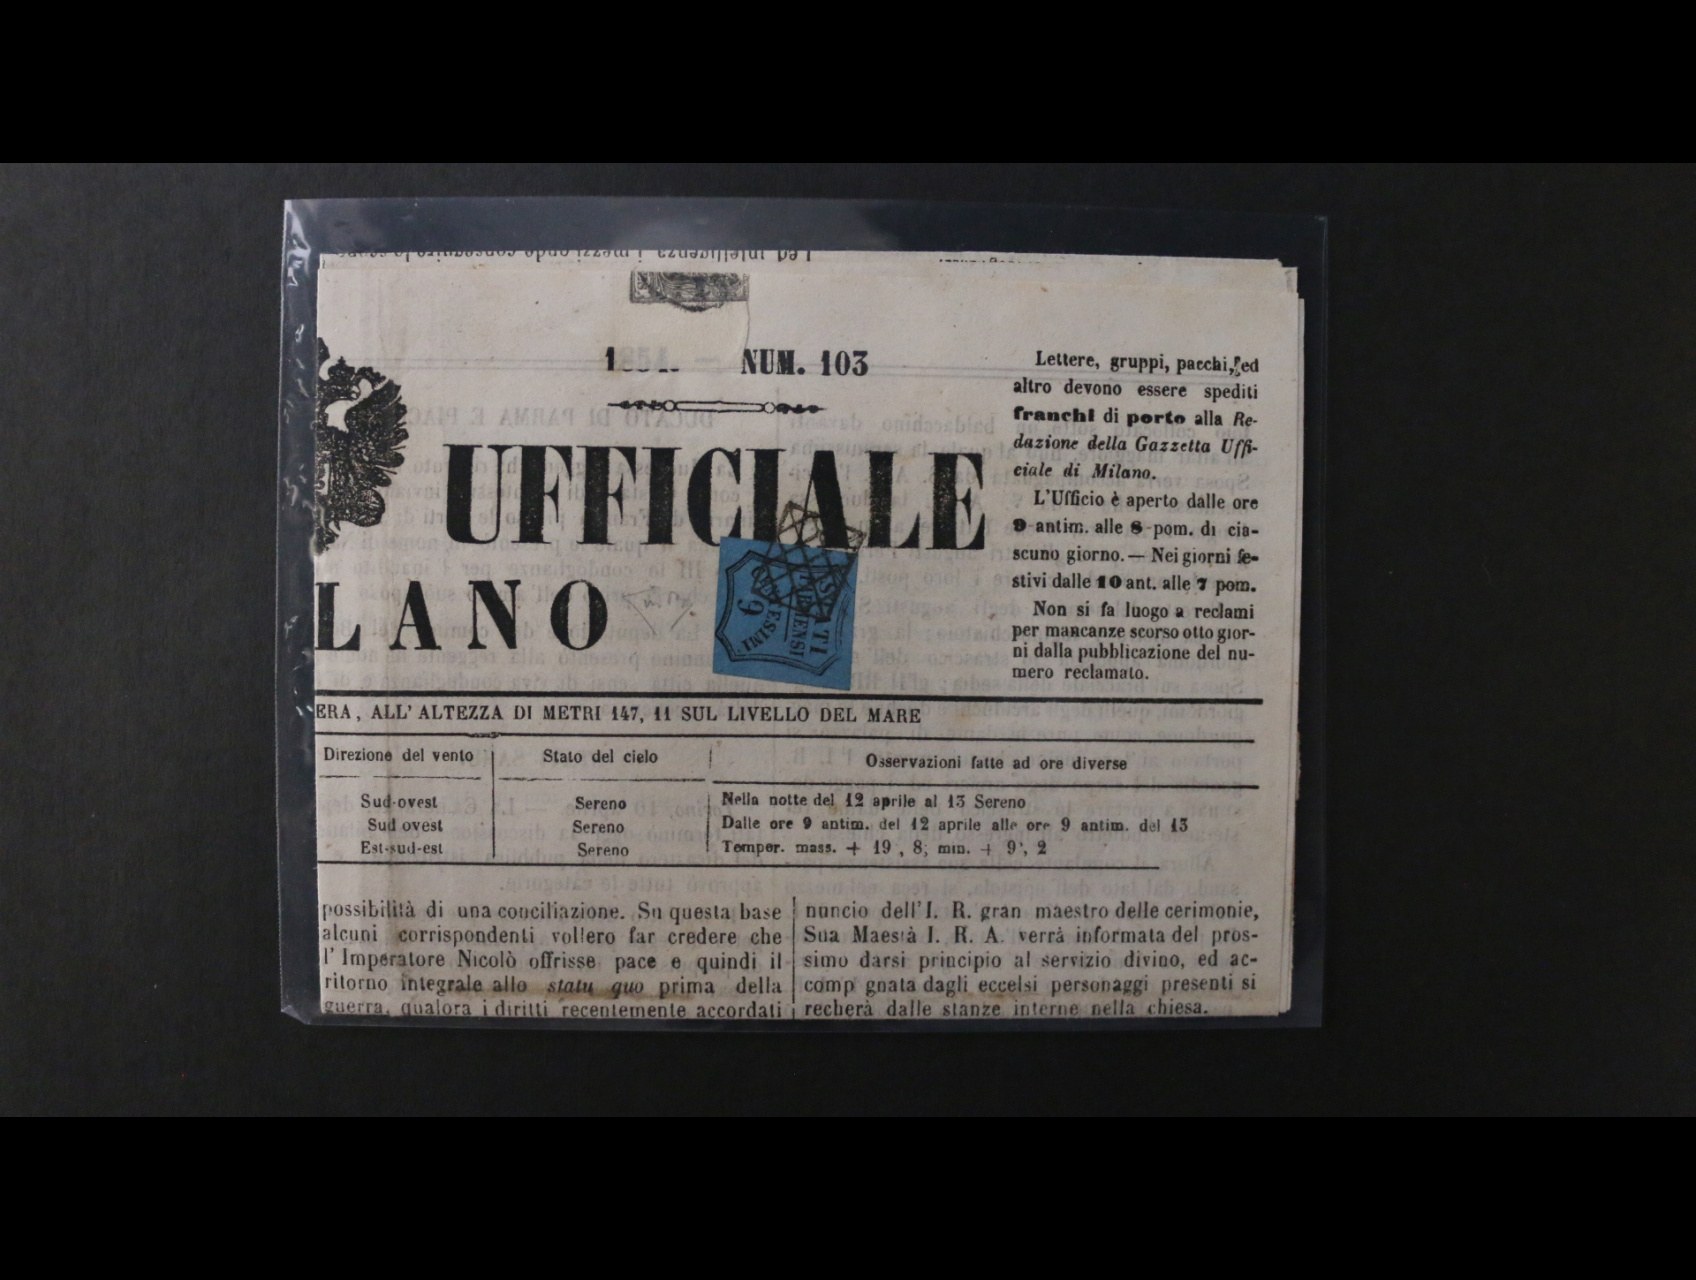 NUM. 103
UFFICIALE
LANO
Lettere, gruppi, pacchi, ed
altro devono essere spediti
franchi di porto alla Re-
dazione della Gazzetta Uffi-
ciale di Milano.
L'Ufficio è aperto dalle ore
9 antim. alle 8 pom. di cia-
scuno giorno. — Nei giorni fe-
stivi dalle 10 ant. alle 7 pom.
Non si fa luogo a reclami
per mancanze scorso otto gior-
ni dalla pubblicazione del nu-
mero reclamato.
STATI
PARMENSI
CENTESIMI
9
ERA, ALL'ALTEZZA DI METRI 147, 11 SUL LIVELLO DEL MARE
Direzione del vento Stato del cielo Osservazioni fatte ad ore diverse
Sud-ovest Sereno Nella notte del 12 aprile al 13 Sereno
Sud ovest Sereno Dalle ore 9 antim. del 12 aprile alle ore 9 antim. del 13
Est-sud-est Sereno Temper. mass. + 19, 8; min. + 9°, 2
possibilità di una conciliazione. Su questa base
alcuni corrispondenti vollero far credere che
l'Imperatore Nicolò offrisse pace e quindi il
ritorno integrale allo statu quo prima della
guerra, qualora i diritti recentemente accordati
nuncio dell'I. R. gran maestro delle cerimonie,
Sua Maestà I. R. A. verrà informata del pros-
simo darsi principio al servizio divino, ed ac-
comp gnata dagli eccelsi personaggi presenti si
recherà dalle stanze interne nella chiesa.